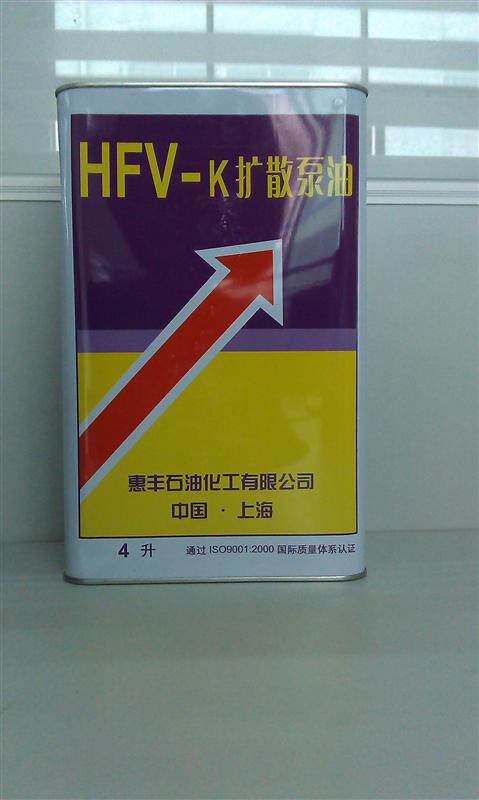 HFV-K扩散泵油
惠丰石油化工有限公司
中国·上海
4 升 通过 ISO9001:2000 国际质量体系认证